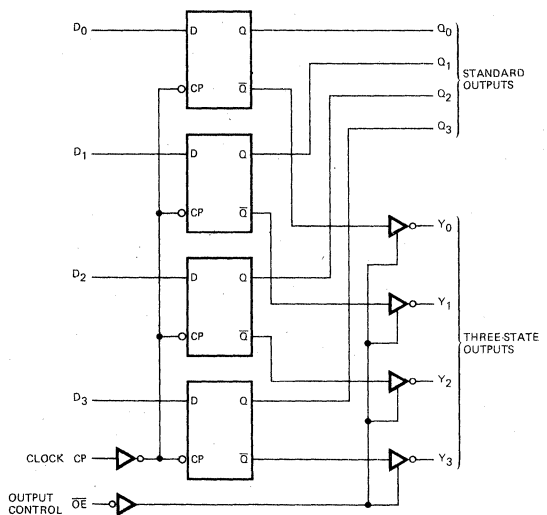 D0 D Q Q0
CP Q̅
Q1
STANDARD
OUTPUTS
Q2
Q3
D1 D Q
CP Q̅
Y0
D2 D Q
Y1
CP Q̅
THREE-STATE
OUTPUTS
Y2
D3 D Q
CLOCK CP CP Q̅ Y3
OUTPUT
CONTROL O̅E̅